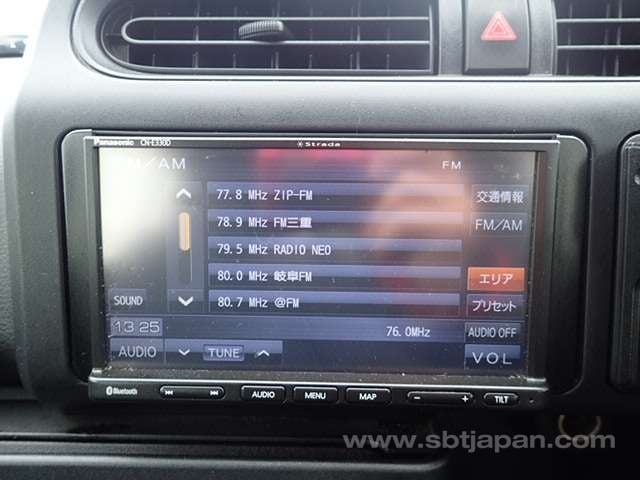 Panasonic CN-E330D
Strada
FM/AM
FM
77.8 MHz ZIP-FM
交通情報
78.9 MHz FM三重
FM/AM
79.5 MHz RADIO NEO
80.0 MHz 岐阜FM
エリア
SOUND
80.7 MHz @FM
プリセット
13:25
76.0MHz
AUDIO OFF
AUDIO
TUNE
VOL
Bluetooth
AUDIO
MENU
MAP
- +
TILT
www.sbtjapan.com